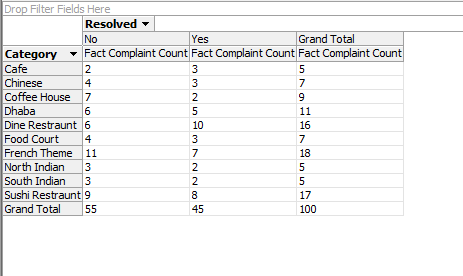 Drop Filter Fields Here
Resolved
No Yes Grand Total
Category Fact Complaint Count Fact Complaint Count Fact Complaint Count
Cafe 2 3 5
Chinese 4 3 7
Coffee House 7 2 9
Dhaba 6 5 11
Dine Restraunt 6 10 16
Food Court 4 3 7
French Theme 11 7 18
North Indian 3 2 5
South Indian 3 2 5
Sushi Restraunt 9 8 17
Grand Total 55 45 100